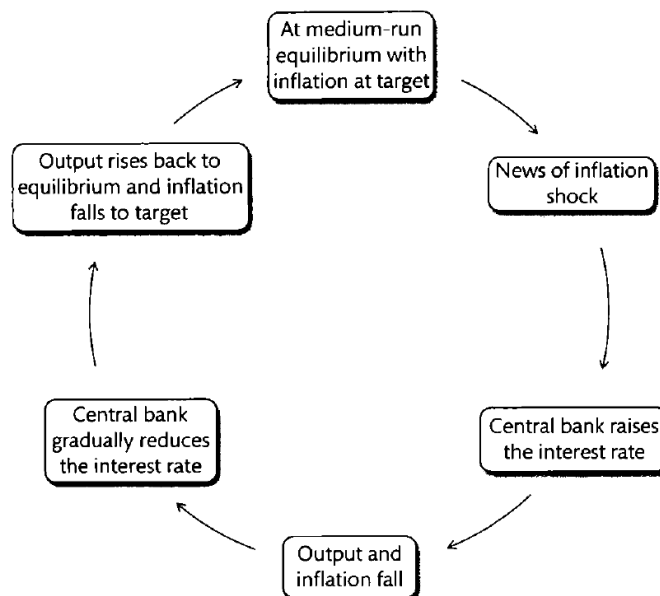 At medium-run
equilibrium with
inflation at target
News of inflation
shock
Central bank raises
the interest rate
Output and
inflation fall
Central bank
gradually reduces
the interest rate
Output rises back to
equilibrium and inflation
falls to target